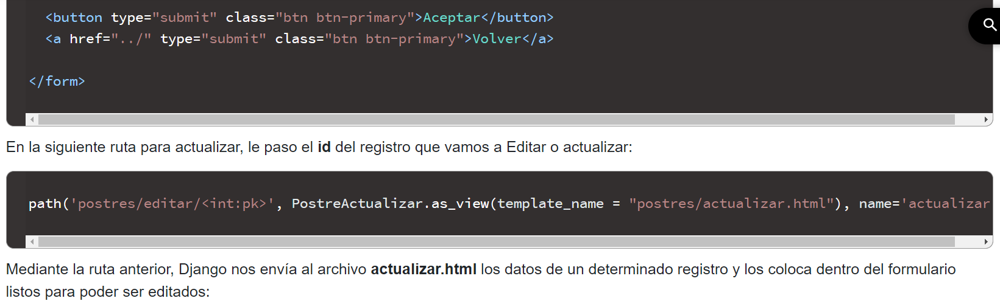 <button type="submit" class="btn btn-primary">Aceptar</button>
<a href="../" type="submit" class="btn btn-primary">Volver</a>
</form>
En la siguiente ruta para actualizar, le paso el id del registro que vamos a Editar o actualizar:
path('postres/editar/<int:pk>', PostreActualizar.as_view(template_name = "postres/actualizar.html"), name='actualizar
Mediante la ruta anterior, Django nos envía al archivo actualizar.html los datos de un determinado registro y los coloca dentro del formulario
listos para poder ser editados: